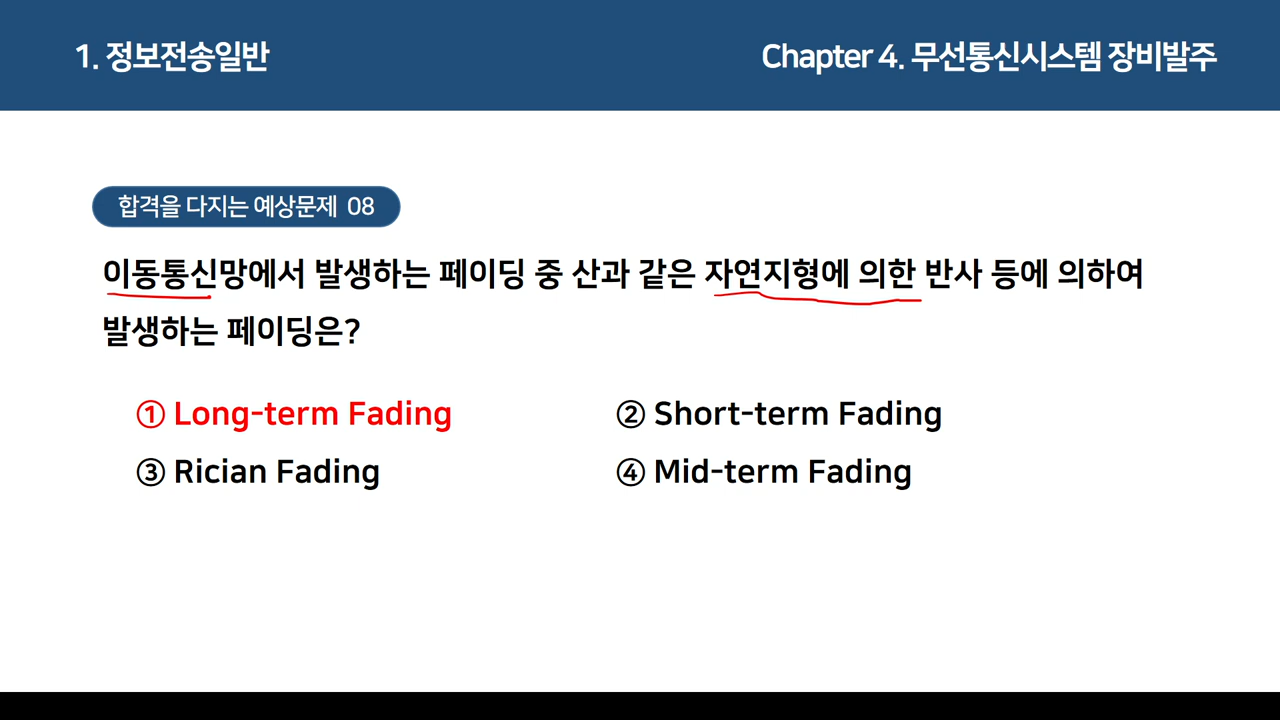 1. 정보전송일반
Chapter 4. 무선통신시스템 장비발주
합격을 다지는 예상문제 08
이동통신망에서 발생하는 페이딩 중 산과 같은 자연지형에 의한 반사 등에 의하여
발생하는 페이딩은?
① Long-term Fading
② Short-term Fading
③ Rician Fading
④ Mid-term Fading